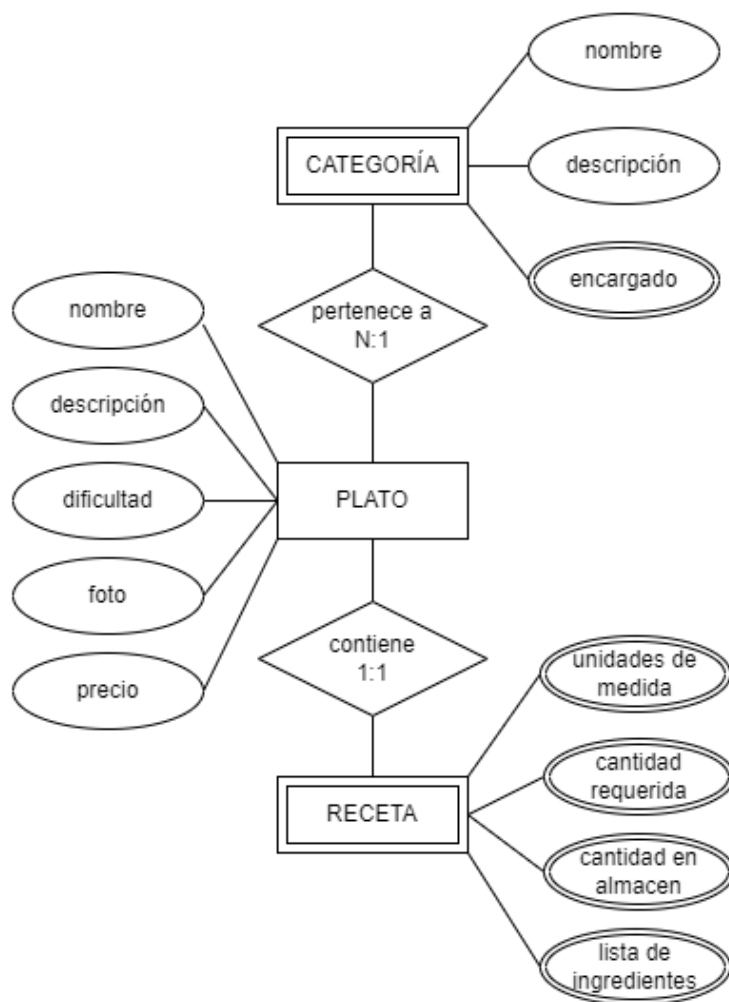 nombre
CATEGORÍA
descripción
encargado
pertenece a
N:1
nombre
descripción
dificultad
foto
precio
PLATO
contiene
1:1
unidades de
medida
cantidad
requerida
RECETA
cantidad en
almacen
lista de
ingredientes